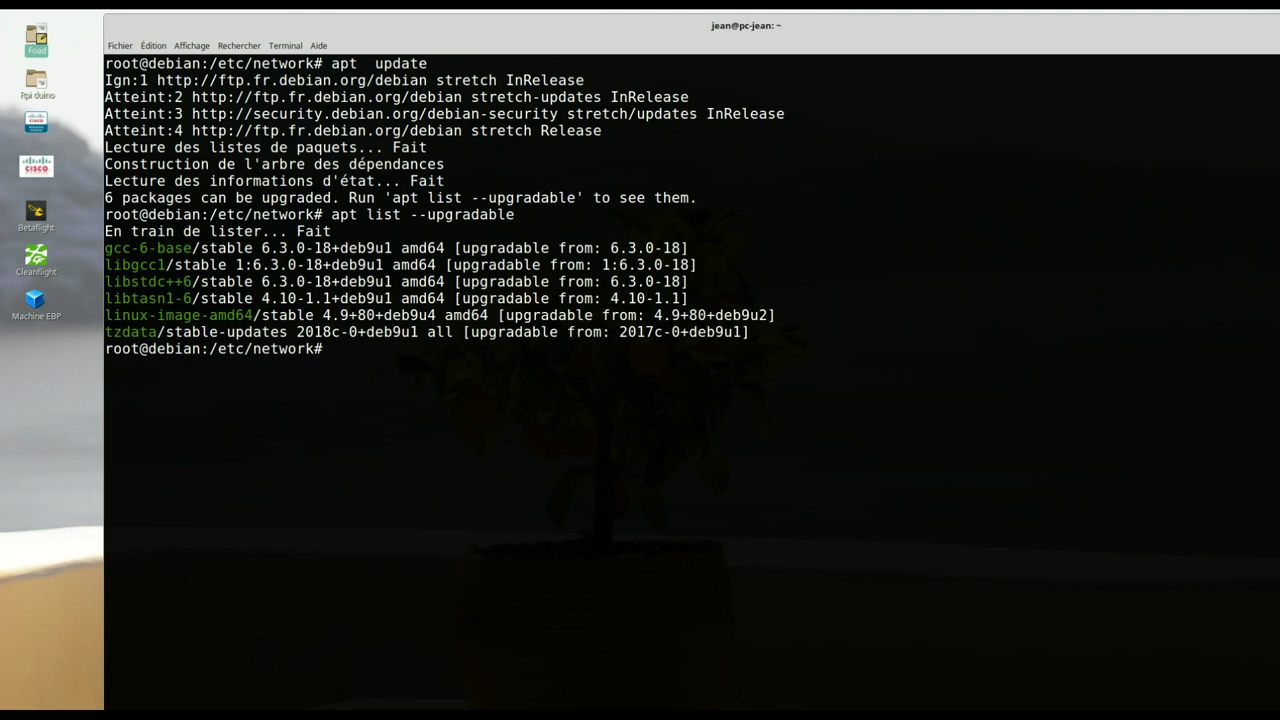 jean@pc-jean: ~
Fichier Édition Affichage Rechercher Terminal Aide
Foad
Rpi duino
CISCO
Betaflight
Cleanflight
Machine EBP
root@debian:/etc/network# apt  update
Ign:1 http://ftp.fr.debian.org/debian stretch InRelease
Atteint:2 http://ftp.fr.debian.org/debian stretch-updates InRelease
Atteint:3 http://security.debian.org/debian-security stretch/updates InRelease
Atteint:4 http://ftp.fr.debian.org/debian stretch Release
Lecture des listes de paquets... Fait
Construction de l'arbre des dépendances
Lecture des informations d'état... Fait
6 packages can be upgraded. Run 'apt list --upgradable' to see them.
root@debian:/etc/network# apt list --upgradable
En train de lister... Fait
gcc-6-base/stable 6.3.0-18+deb9u1 amd64 [upgradable from: 6.3.0-18]
libgcc1/stable 1:6.3.0-18+deb9u1 amd64 [upgradable from: 1:6.3.0-18]
libstdc++6/stable 6.3.0-18+deb9u1 amd64 [upgradable from: 6.3.0-18]
libtasn1-6/stable 4.10-1.1+deb9u1 amd64 [upgradable from: 4.10-1.1]
linux-image-amd64/stable 4.9+80+deb9u4 amd64 [upgradable from: 4.9+80+deb9u2]
tzdata/stable-updates 2018c-0+deb9u1 all [upgradable from: 2017c-0+deb9u1]
root@debian:/etc/network#